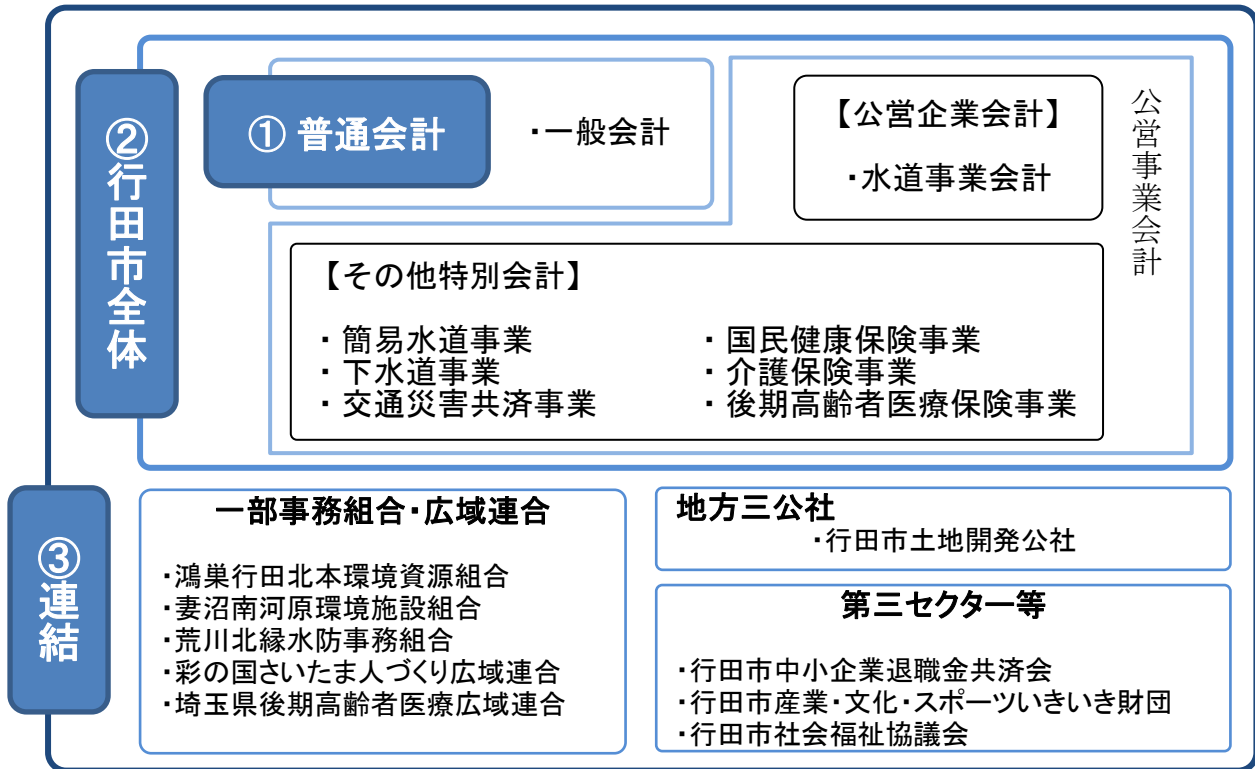 ②行田市全体
① 普通会計
・一般会計
【公営企業会計】
・水道事業会計
公営事業会計
【その他特別会計】
・ 簡易水道事業
・ 下水道事業
・ 交通災害共済事業
・ 国民健康保険事業
・ 介護保険事業
・ 後期高齢者医療保険事業
③連結
一部事務組合・広域連合
・鴻巣行田北本環境資源組合
・妻沼南河原環境施設組合
・荒川北縁水防事務組合
・彩の国さいたま人づくり広域連合
・埼玉県後期高齢者医療広域連合
地方三公社
・行田市土地開発公社
第三セクター等
・行田市中小企業退職金共済会
・行田市産業・文化・スポーツいきいき財団
・行田市社会福祉協議会